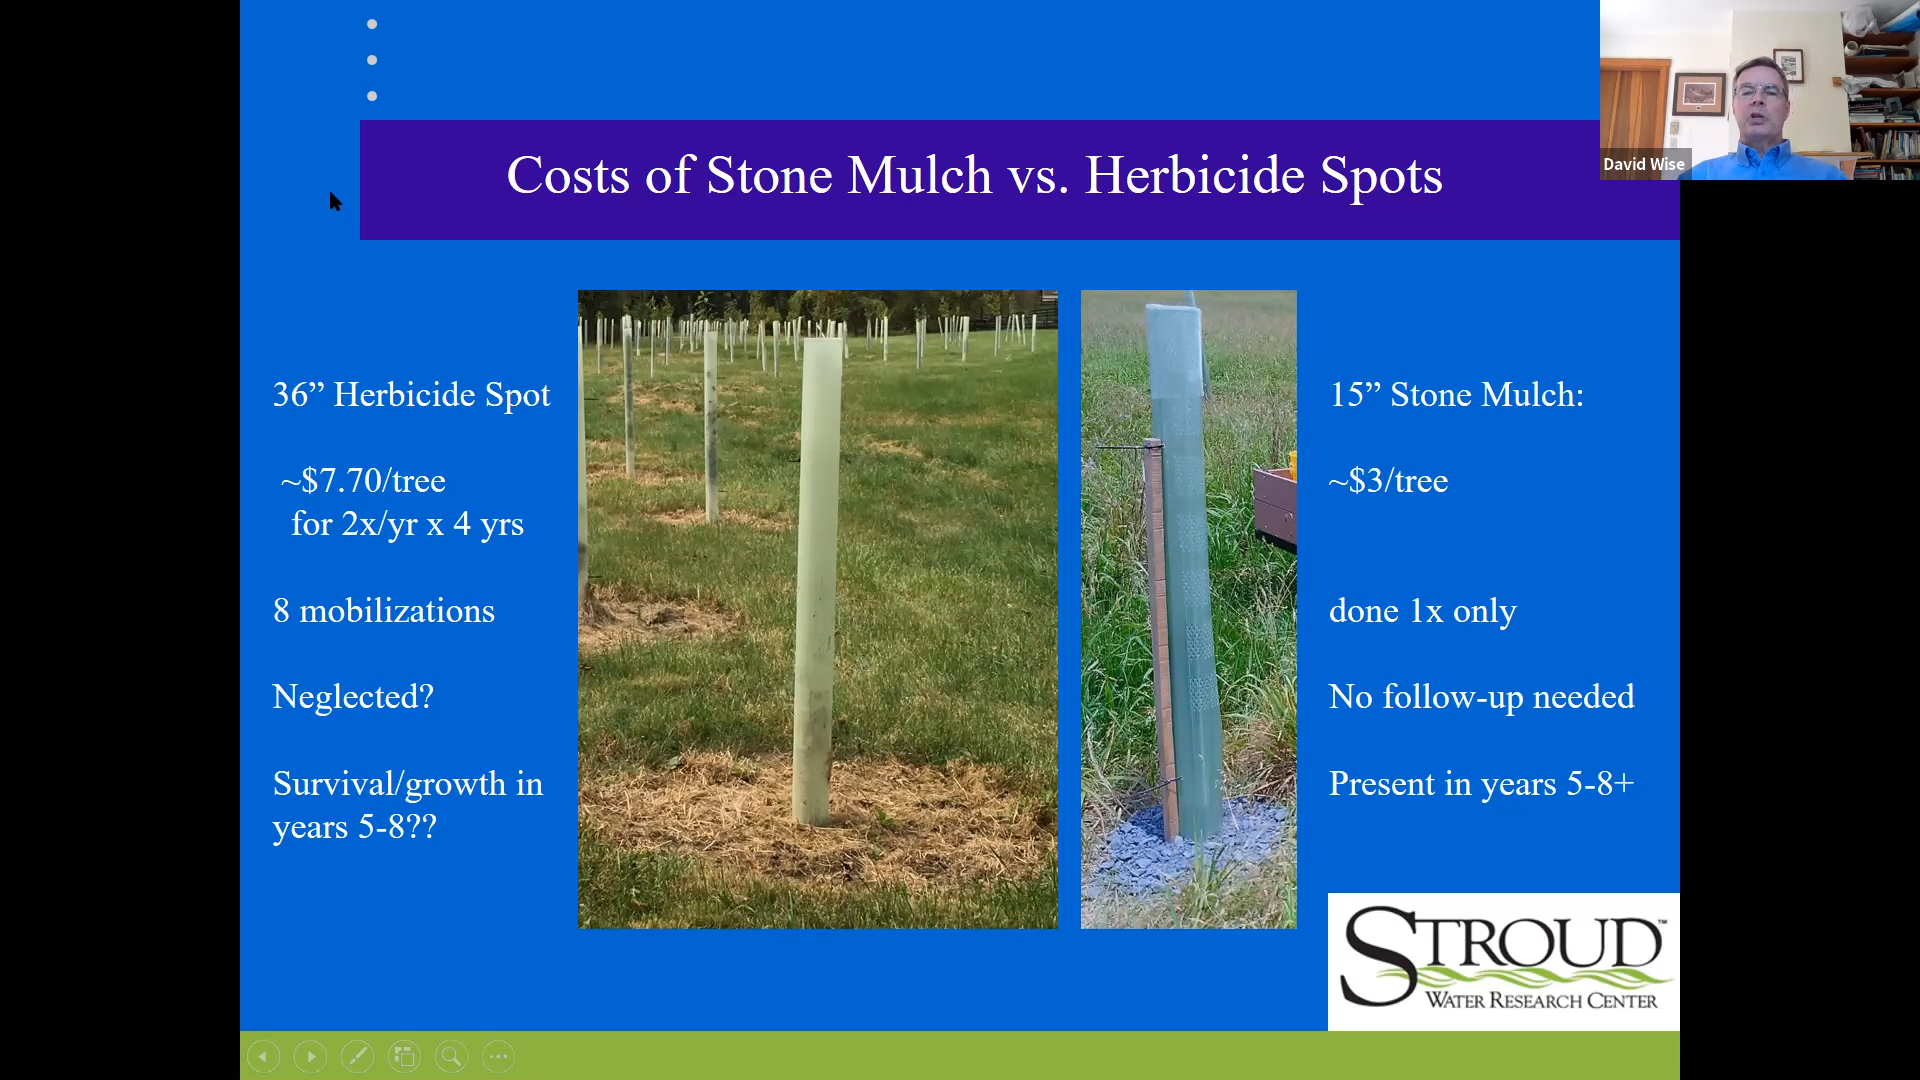 David Wise
Costs of Stone Mulch vs. Herbicide Spots
36” Herbicide Spot
~$7.70/tree
for 2x/yr x 4 yrs
8 mobilizations
Neglected?
Survival/growth in
years 5-8??
15” Stone Mulch:
~$3/tree
done 1x only
No follow-up needed
Present in years 5-8+
STROUD™
WATER RESEARCH CENTER